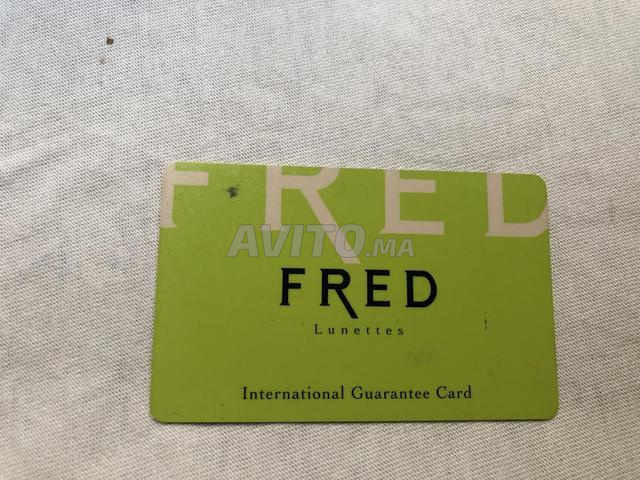 FRED
AVITO.MA
FRED
Lunettes
International Guarantee Card